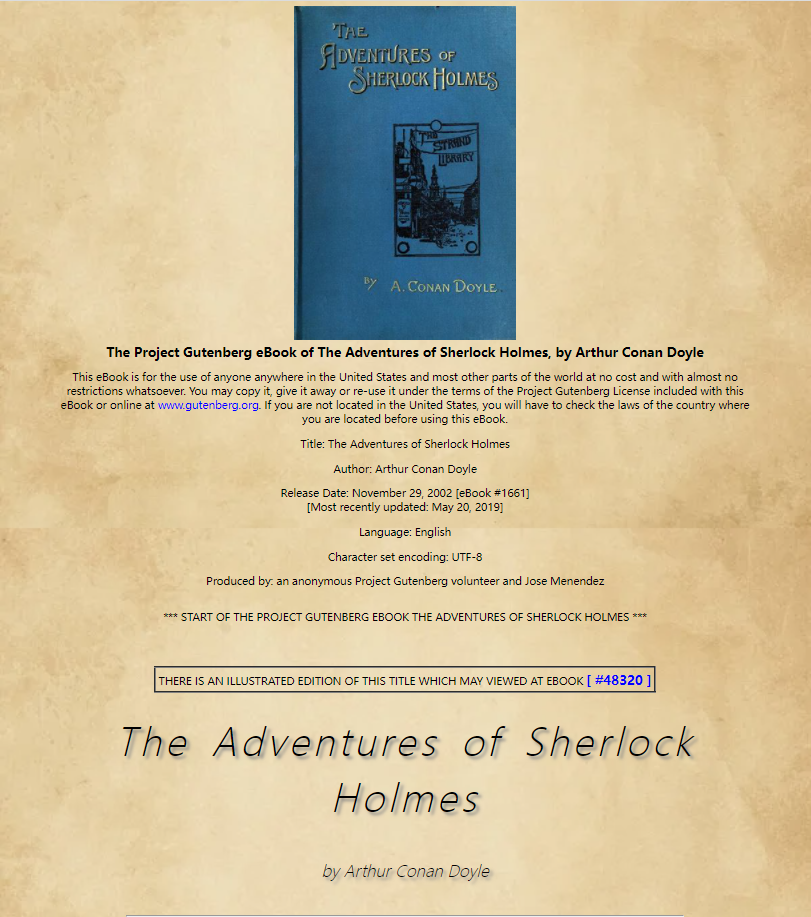 THE
ADVENTURES OF
SHERLOCK HOLMES
THE
STRAND
LIBRARY
BY A. CONAN DOYLE.
The Project Gutenberg eBook of The Adventures of Sherlock Holmes, by Arthur Conan Doyle
This eBook is for the use of anyone anywhere in the United States and most other parts of the world at no cost and with almost no
restrictions whatsoever. You may copy it, give it away or re-use it under the terms of the Project Gutenberg License included with this
eBook or online at www.gutenberg.org. If you are not located in the United States, you will have to check the laws of the country where
you are located before using this eBook.
Title: The Adventures of Sherlock Holmes
Author: Arthur Conan Doyle
Release Date: November 29, 2002 [eBook #1661]
[Most recently updated: May 20, 2019]
Language: English
Character set encoding: UTF-8
Produced by: an anonymous Project Gutenberg volunteer and Jose Menendez
*** START OF THE PROJECT GUTENBERG EBOOK THE ADVENTURES OF SHERLOCK HOLMES ***
THERE IS AN ILLUSTRATED EDITION OF THIS TITLE WHICH MAY VIEWED AT EBOOK [ #48320 ]
The Adventures of Sherlock
Holmes
by Arthur Conan Doyle